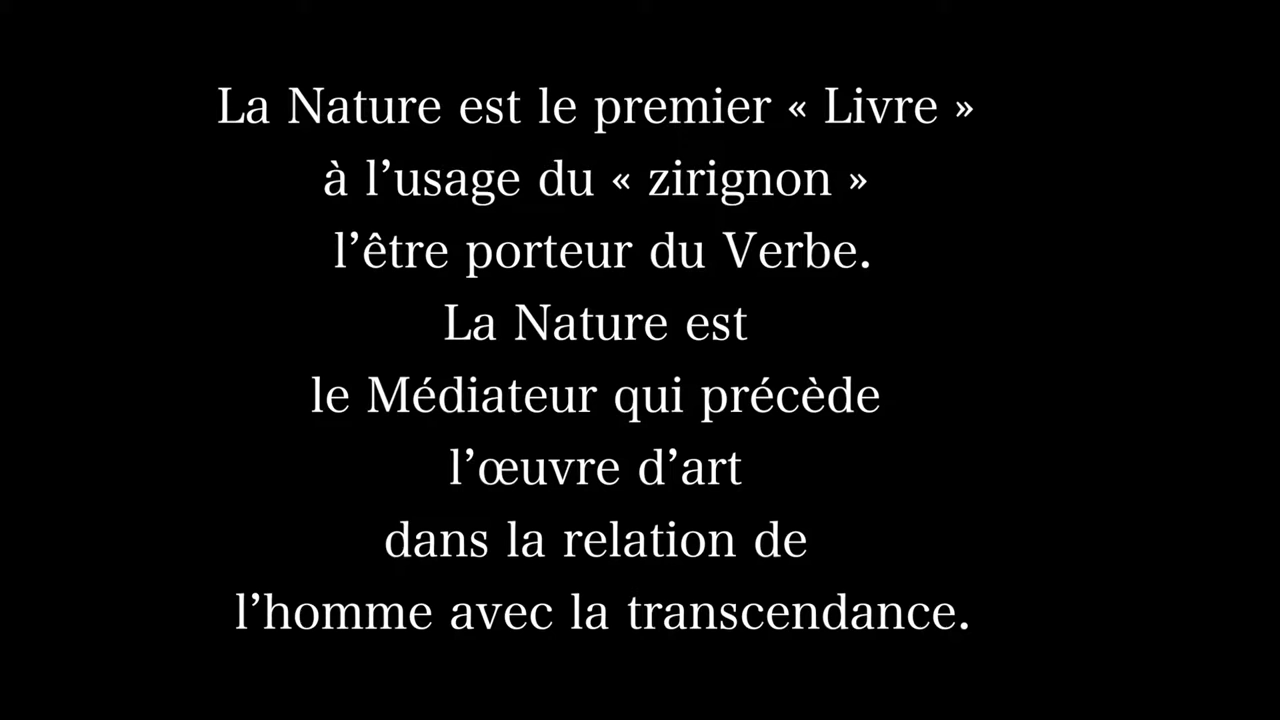 La Nature est le premier « Livre »
à l’usage du « zirignon »
l’être porteur du Verbe.
La Nature est
le Médiateur qui précède
l’œuvre d’art
dans la relation de
l’homme avec la transcendance.